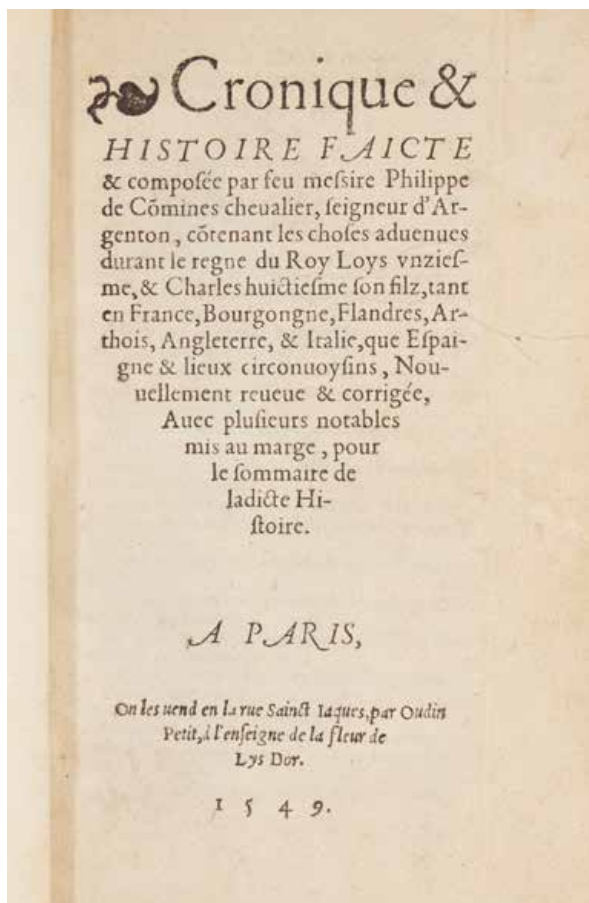 ❧ Cronique &
HISTOIRE FAICTE
& composée par feu meſsire Philippe
de Cõmines cheualier, ſeigneur d'Ar-
genton, cõtenant les choſes aduenues
durant le regne du Roy Loys vnzieſ-
me, & Charles huictieſme ſon filz, tant
en France, Bourgongne, Flandres, Ar-
thois, Angleterre, & Italie, que Eſpai-
gne & lieux circonuoyſins, Nou-
uellement reueue & corrigée,
Auec pluſieurs notables
mis au marge, pour
le ſommaire de
ladicte Hi-
ſtoire.
A PARIS,
On les uend en la rue Sainct Iaques, par Oudin
Petit, à l'enſeigne de la fleur de
Lys Dor.
1549.